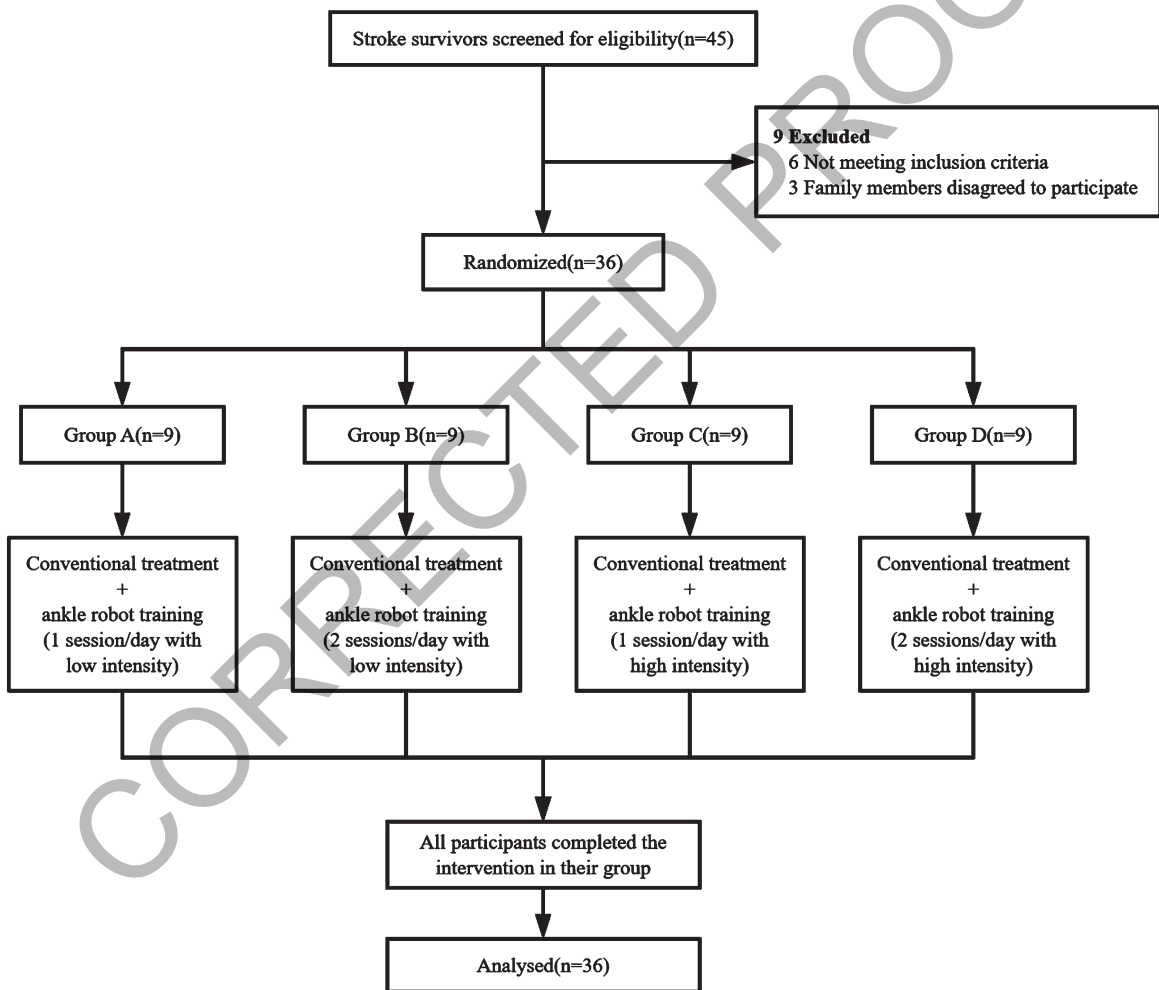 Stroke survivors screened for eligibility(n=45)
9 Excluded
6 Not meeting inclusion criteria
3 Family members disagreed to participate
Randomized(n=36)
Group A(n=9)
Group B(n=9)
Group C(n=9)
Group D(n=9)
Conventional treatment
+
ankle robot training
(1 session/day with
low intensity)
Conventional treatment
+
ankle robot training
(2 sessions/day with
low intensity)
Conventional treatment
+
ankle robot training
(1 session/day with
high intensity)
Conventional treatment
+
ankle robot training
(2 sessions/day with
high intensity)
All participants completed the
intervention in their group
Analysed(n=36)
CORRECTED PROO